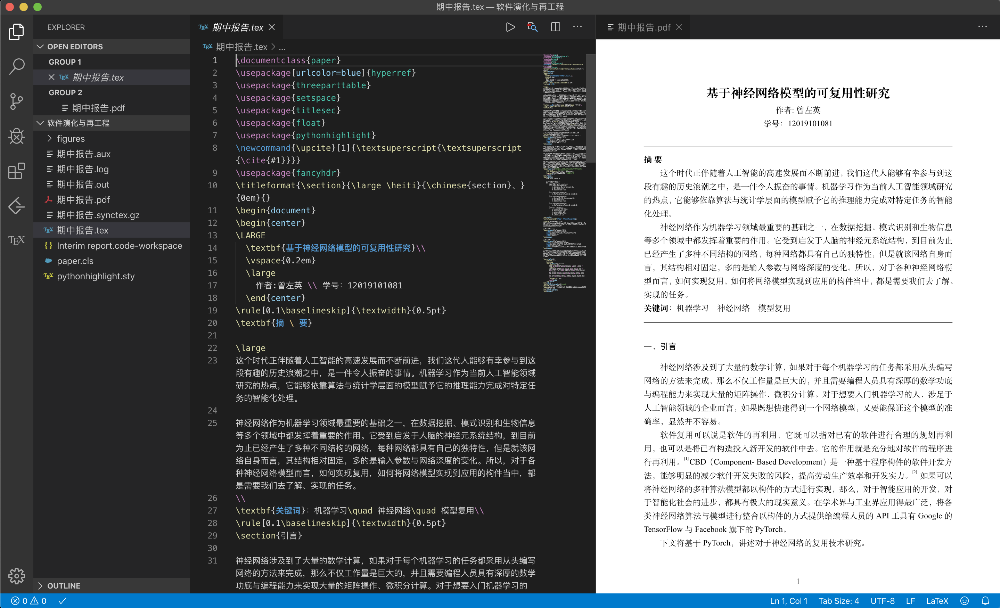 期中报告.tex — 软件演化与再工程
EXPLORER
OPEN EDITORS
GROUP 1
期中报告.tex
GROUP 2
期中报告.pdf
软件演化与再工程
figures
期中报告.aux
期中报告.log
期中报告.out
期中报告.pdf
期中报告.synctex.gz
期中报告.tex
Interim report.code-workspace
paper.cls
pythonhighlight.sty
OUTLINE
TEX
期中报告.tex
期中报告.tex > ...
1 \documentclass{paper}
2 \usepackage[urlcolor=blue]{hyperref}
3 \usepackage{threeparttable}
4 \usepackage{setspace}
5 \usepackage{titlesec}
6 \usepackage{float}
7 \usepackage{pythonhighlight}
8 \newcommand{\upcite}[1]{\textsuperscript{\textsuperscript
{\cite{#1}}}}
9 \usepackage{fancyhdr}
10 \titleformat{\section}{\large \heiti}{\chinese{section}、}
{0em}{}
11 \begin{document}
12 \begin{center}
13 \LARGE
14 \textbf{基于神经网络模型的可复用性研究}\\
15 \vspace{0.2em}
16 \large
17 作者:曾左英 \\ 学号：12019101081
18 \end{center}
19 \rule[0.1\baselineskip]{\textwidth}{0.5pt}
20 \textbf{摘 \ 要}
21
22 \large
23 这个时代正伴随着人工智能的高速发展而不断前进，我们这代人能够有幸参与到这
段有趣的历史浪潮之中，是一件令人振奋的事情。机器学习作为当前人工智能领域
研究的热点，它能够依靠算法与统计学层面的模型赋予它的推理能力完成对特定任
务的智能化处理。
24
25 神经网络作为机器学习领域最重要的基础之一，在数据挖掘、模式识别和生物信息
等多个领域中都发挥着重要的作用。它受到启发于人脑的神经元系统结构，到目前
为止已经产生了多种不同结构的网络，每种网络都具有自己的独特性，但是就该网
络自身而言，其结构相对固定，多的是输入参数与网络深度的变化。所以，对于各
种神经网络模型而言，如何实现复用，如何将网络模型实现到应用的构件当中，都
是需要我们去了解、实现的任务。
26 \\
27 \textbf{关键词}：机器学习\quad 神经网络\quad 模型复用\\
28 \rule[0.1\baselineskip]{\textwidth}{0.5pt}
29 \section{引言}
30
31 神经网络涉及到了大量的数学计算，如果对于每个机器学习的任务都采用从头编写
网络的方法来完成，那么不仅工作量是巨大的，并且需要编程人员具有深厚的数学
功底与编程能力来实现大量的矩阵操作、微积分计算。对于想要入门机器学习的
期中报告.pdf
基于神经网络模型的可复用性研究
作者: 曾左英
学号：12019101081
摘 要
这个时代正伴随着人工智能的高速发展而不断前进，我们这代人能够有幸参与到这
段有趣的历史浪潮之中，是一件令人振奋的事情。机器学习作为当前人工智能领域研究
的热点，它能够依靠算法与统计学层面的模型赋予它的推理能力完成对特定任务的智能
化处理。
神经网络作为机器学习领域最重要的基础之一，在数据挖掘、模式识别和生物信息
等多个领域中都发挥着重要的作用。它受到启发于人脑的神经元系统结构，到目前为止
已经产生了多种不同结构的网络，每种网络都具有自己的独特性，但是就该网络自身而
言，其结构相对固定，多的是输入参数与网络深度的变化。所以，对于各种神经网络模
型而言，如何实现复用，如何将网络模型实现到应用的构件当中，都是需要我们去了解、
实现的任务。
关键词：机器学习 神经网络 模型复用
一、引言
神经网络涉及到了大量的数学计算，如果对于每个机器学习的任务都采用从头编写
网络的方法来完成，那么不仅工作量是巨大的，并且需要编程人员具有深厚的数学功底
与编程能力来实现大量的矩阵操作、微积分计算。对于想要入门机器学习的人、涉足于
人工智能领域的企业而言，如果既想快速得到一个网络模型，又要能保证这个模型的准
确率，显然并不容易。
软件复用可以说是软件的再利用，它既可以指对已有的软件进行合理的规划再利
用，也可以是将已有构造投入新开发的软件中去。它的作用就是充分地对软件的程序进
行再利用。[1]CBD（Component- Based Development）是一种基于程序构件的软件开发方
法，能够明显的减少软件开发失败的风险，提高劳动生产效率和开发实力。[2] 如果可以
将神经网络的多种算法模型都以构件的方式进行实现，那么，对于智能应用的开发，对
于智能化社会的进步，都具有极大的现实意义。在学术界与工业界应用得最广泛，将各
类神经网络算法与模型进行整合以构件的方式提供给编程人员的 API 工具有 Google 的
TensorFlow 与 Facebook 旗下的 PyTorch。
下文将基于 PyTorch，讲述对于神经网络的复用技术研究。
1
0 0
Ln 1, Col 1 Tab Size: 4 UTF-8 LF LaTeX